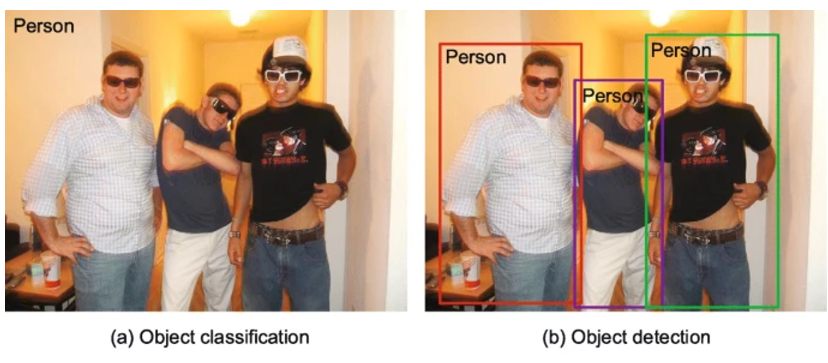 Person
Person
Person
Person
(a) Object classification
(b) Object detection